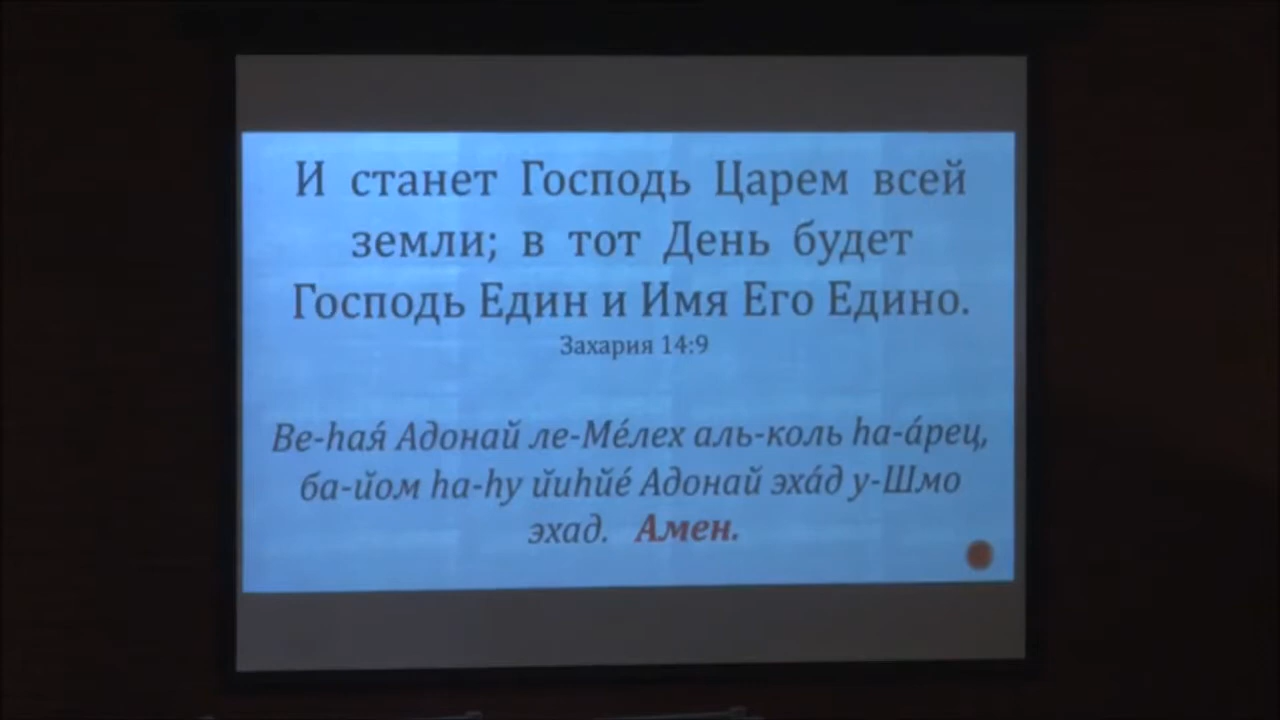 И станет Господь Царем всей
земли; в тот День будет
Господь Един и Имя Его Едино.
Захария 14:9
Ве-hая́ Адонай ле-Ме́лех аль-коль hа-а́рец,
ба-йом hа-hу йиhйе́ Адонай эха́д у-Шмо
эхад. Амен.